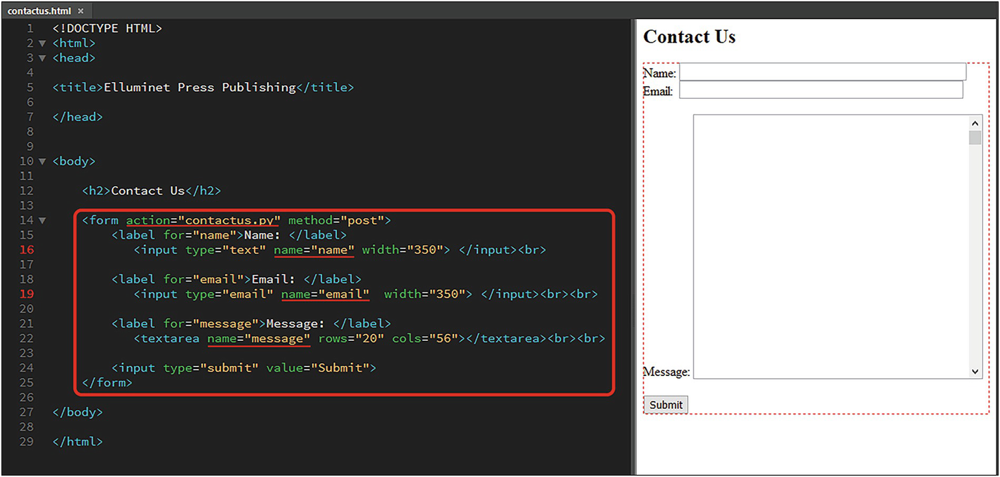 contactus.html ×
1 <!DOCTYPE HTML>
2 <html>
3 <head>
4
5 <title>Elluminet Press Publishing</title>
6
7 </head>
8
9
10 <body>
11
12 <h2>Contact Us</h2>
13
14 <form action="contactus.py" method="post">
15 <label for="name">Name: </label>
16 <input type="text" name="name" width="350"> </input><br>
17
18 <label for="email">Email: </label>
19 <input type="email" name="email"  width="350"> </input><br><br>
20
21 <label for="message">Message: </label>
22 <textarea name="message" rows="20" cols="56"></textarea><br><br>
23
24 <input type="submit" value="Submit">
25 </form>
26
27 </body>
28
29 </html>
Contact Us
Name:
Email:
Message:
Submit